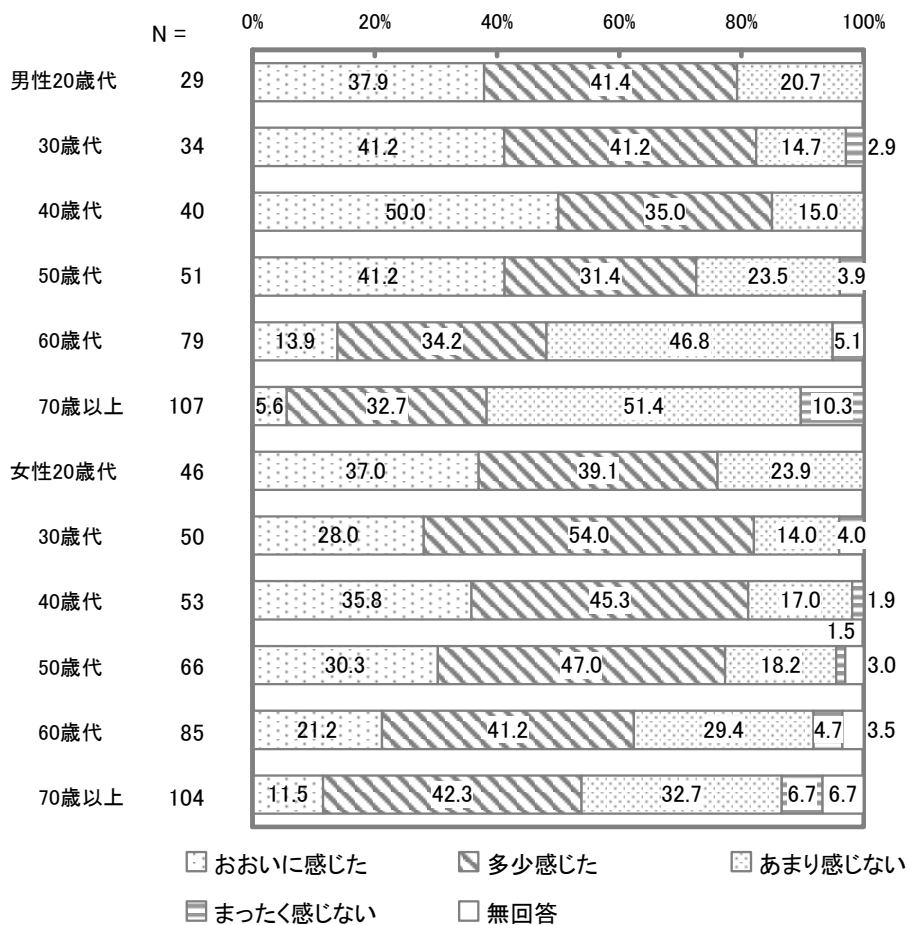 0% 20% 40% 60% 80% 100%
N =
男性20歳代 29 37.9 41.4 20.7
30歳代 34 41.2 41.2 14.7 2.9
40歳代 40 50.0 35.0 15.0
50歳代 51 41.2 31.4 23.5 3.9
60歳代 79 13.9 34.2 46.8 5.1
70歳以上 107 5.6 32.7 51.4 10.3
女性20歳代 46 37.0 39.1 23.9
30歳代 50 28.0 54.0 14.0 4.0
40歳代 53 35.8 45.3 17.0 1.9
1.5
50歳代 66 30.3 47.0 18.2 3.0
60歳代 85 21.2 41.2 29.4 4.7 3.5
70歳以上 104 11.5 42.3 32.7 6.7 6.7
おおいに感じた 多少感じた あまり感じない
まったく感じない 無回答